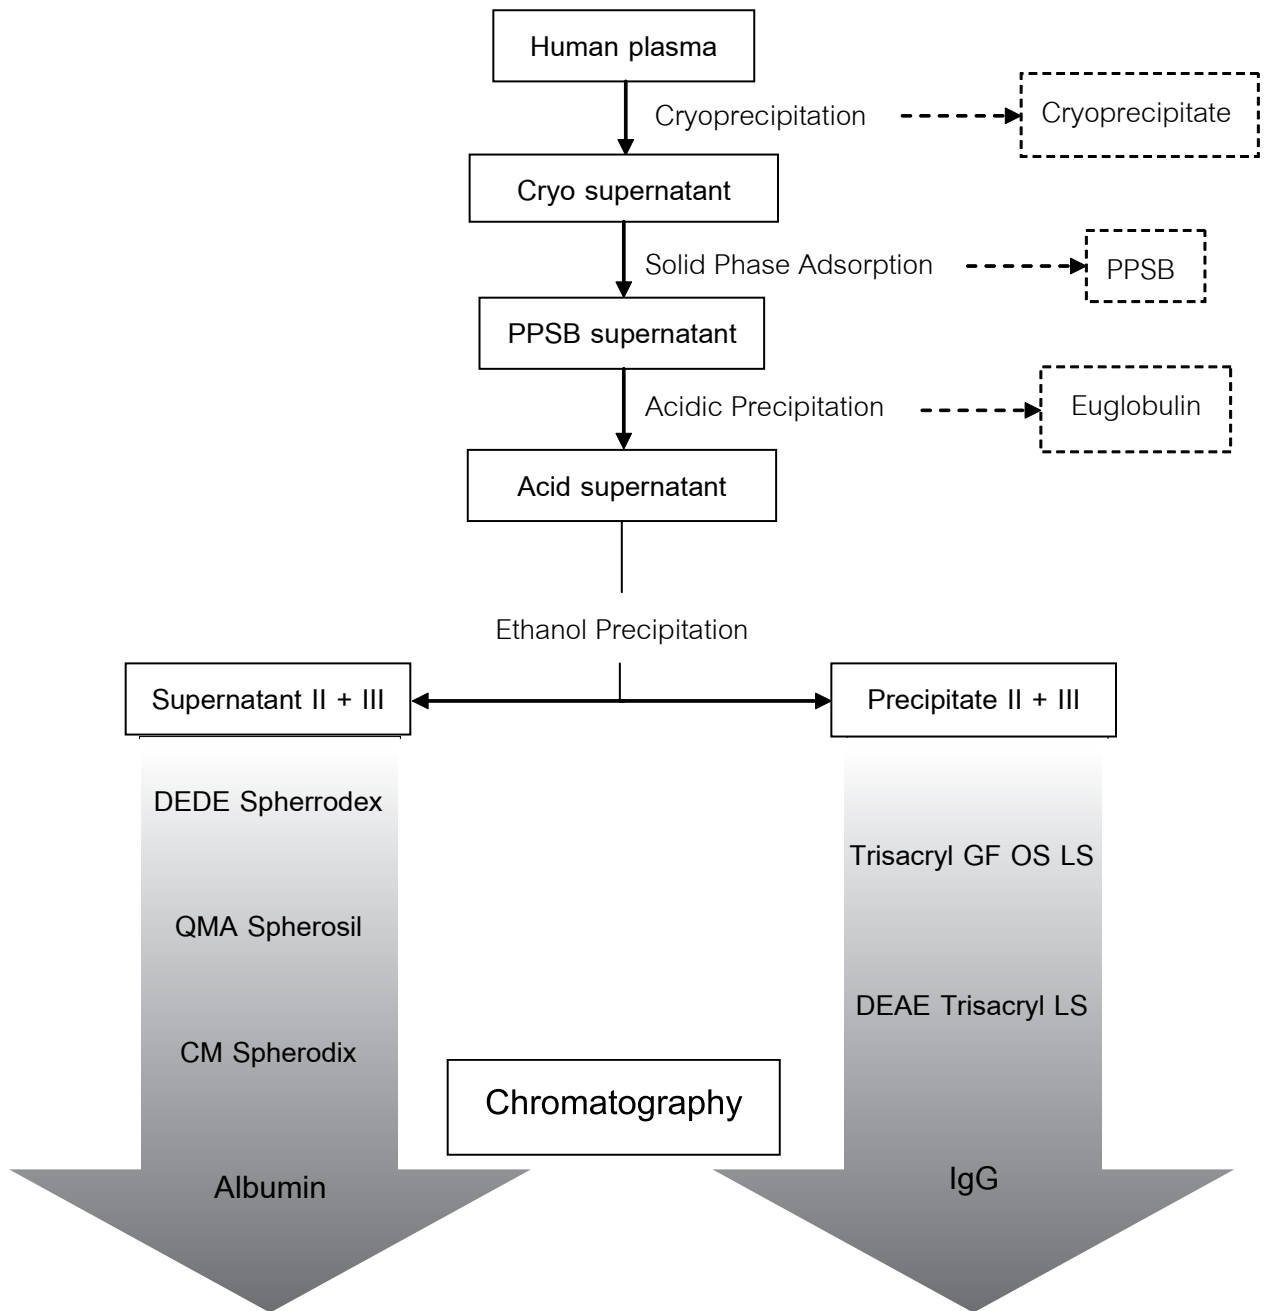 Human plasma
Cryoprecipitation
Cryoprecipitate
Cryo supernatant
Solid Phase Adsorption
PPSB
PPSB supernatant
Acidic Precipitation
Euglobulin
Acid supernatant
Ethanol Precipitation
Supernatant II + III
Precipitate II + III
DEDE Spherrodex
QMA Spherosil
CM Spherodix
Albumin
Trisacryl GF OS LS
DEAE Trisacryl LS
IgG
Chromatography